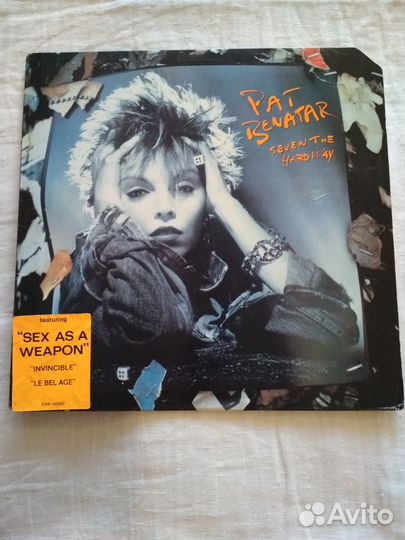 PAT
BENATAR
SEVEN THE
HARD WAY
featuring
"SEX AS A
WEAPON"
"INVINCIBLE"
"LE BEL AGE"
Avito